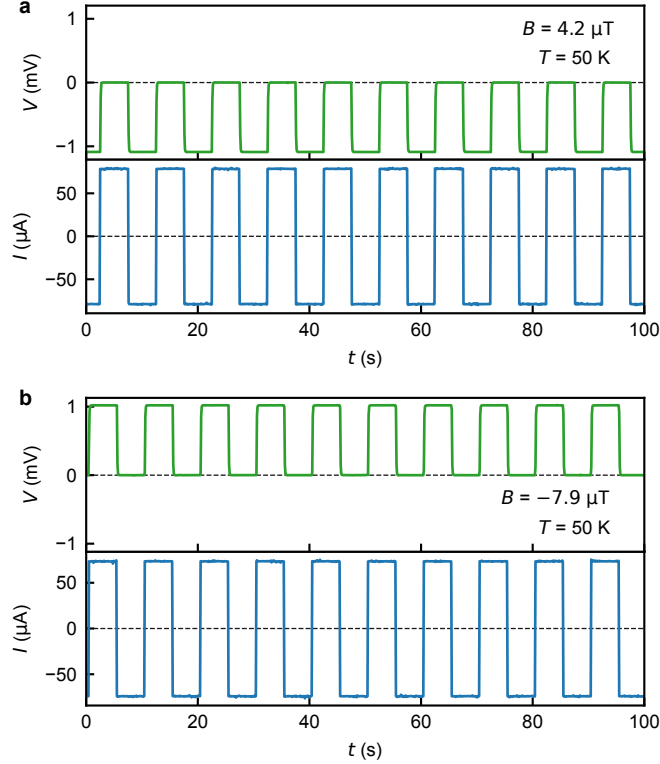 a
1
0
−1
V (mV)
B = 4.2 μT
T = 50 K
50
0
−50
I (μA)
0 20 40 60 80 100
t (s)
b
1
0
−1
V (mV)
B = −7.9 μT
T = 50 K
50
0
−50
I (μA)
0 20 40 60 80 100
t (s)